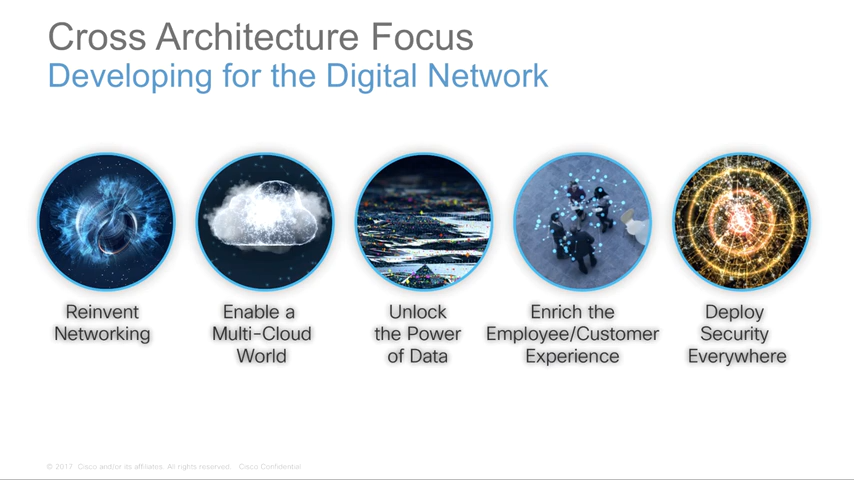 Cross Architecture Focus
Developing for the Digital Network
Reinvent
Networking
Enable a
Multi-Cloud
World
Unlock
the Power
of Data
Enrich the
Employee/Customer
Experience
Deploy
Security
Everywhere
© 2017 Cisco and/or its affiliates. All rights reserved. Cisco Confidential